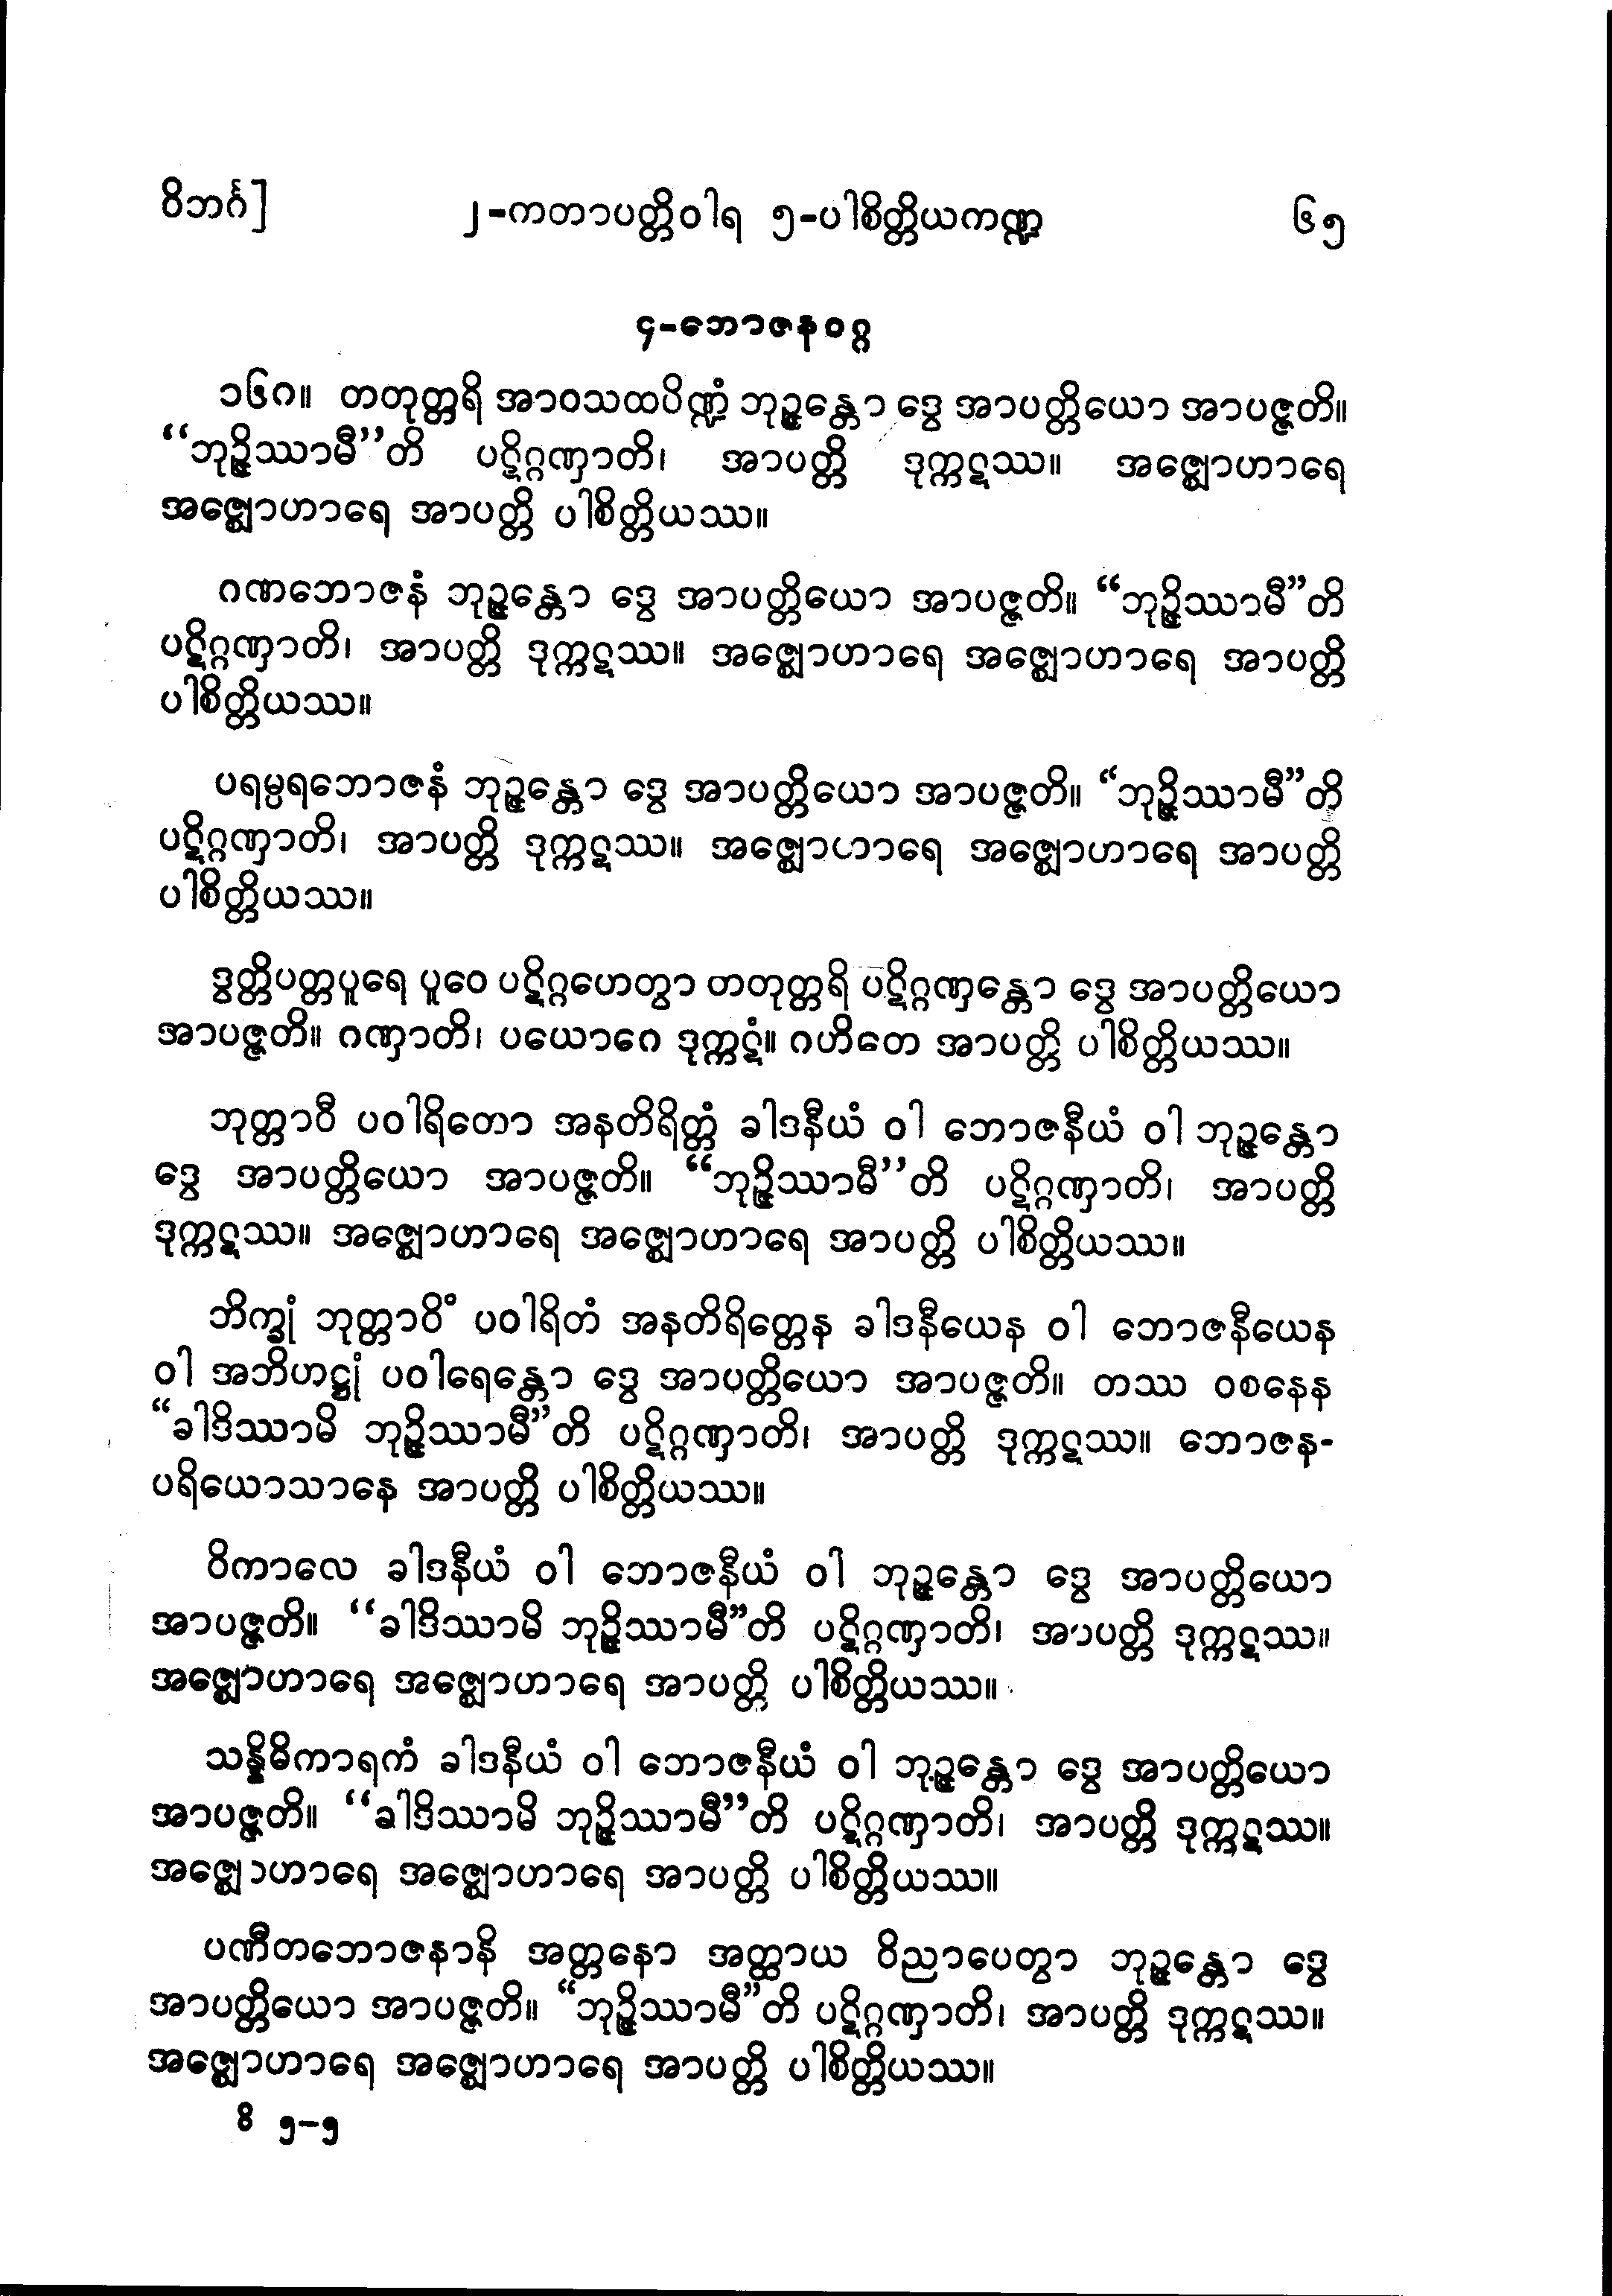 ဝိဘင်္ဂ] ၂-ကတာပတ္တိဝါရ ၅-ပါစိတ္တိယကဏ္ဍ ၆၅
၄-ဘောဇနဝဂ္ဂ
၁၆ဂ။ တတုတ္တရိ အာဝသထပိဏ္ဍံ ဘုဉ္ဇန္တော ဒွေ အာပတ္တိယော အာပဇ္ဇတိ။
“ဘုဉ္ဇိဿာမီ”တိ ပဋိဂ္ဂဏှာတိ၊ အာပတ္တိ ဒုက္ကဋဿ။ အဇ္ဈောဟာရေ
အဇ္ဈောဟာရေ အာပတ္တိ ပါစိတ္တိယဿ။
ဂဏဘောဇနံ ဘုဉ္ဇန္တော ဒွေ အာပတ္တိယော အာပဇ္ဇတိ။ “ဘုဉ္ဇိဿာမီ”တိ
ပဋိဂ္ဂဏှာတိ၊ အာပတ္တိ ဒုက္ကဋဿ။ အဇ္ဈောဟာရေ အဇ္ဈောဟာရေ အာပတ္တိ
ပါစိတ္တိယဿ။
ပရမ္ပရဘောဇနံ ဘုဉ္ဇန္တော ဒွေ အာပတ္တိယော အာပဇ္ဇတိ။ “ဘုဉ္ဇိဿာမီ”တိ
ပဋိဂ္ဂဏှာတိ၊ အာပတ္တိ ဒုက္ကဋဿ။ အဇ္ဈောဟာရေ အဇ္ဈောဟာရေ အာပတ္တိ
ပါစိတ္တိယဿ။
ဒွတ္တိပတ္တပူရေ ပူဝေ ပဋိဂ္ဂဟေတွာ တတုတ္တရိ ပဋိဂ္ဂဏှန္တော ဒွေ အာပတ္တိယော
အာပဇ္ဇတိ။ ဂဏှာတိ၊ ပယောဂေ ဒုက္ကဋံ။ ဂဟိတေ အာပတ္တိ ပါစိတ္တိယဿ။
ဘုတ္တာဝီ ပဝါရိတော အနတိရိတ္တံ ခါဒနီယံ ဝါ ဘောဇနီယံ ဝါ ဘုဉ္ဇန္တော
ဒွေ အာပတ္တိယော အာပဇ္ဇတိ။ “ဘုဉ္ဇိဿာမီ”တိ ပဋိဂ္ဂဏှာတိ၊ အာပတ္တိ
ဒုက္ကဋဿ။ အဇ္ဈောဟာရေ အဇ္ဈောဟာရေ အာပတ္တိ ပါစိတ္တိယဿ။
ဘိက္ခုံ ဘုတ္တာဝိံ ပဝါရိတံ အနတိရိတ္တေန ခါဒနီယေန ဝါ ဘောဇနီယေန
ဝါ အဘိဟဋ္ဌုံ ပဝါရေန္တော ဒွေ အာပတ္တိယော အာပဇ္ဇတိ။ တဿ ဝစနေန
“ခါဒိဿာမိ ဘုဉ္ဇိဿာမီ”တိ ပဋိဂ္ဂဏှာတိ၊ အာပတ္တိ ဒုက္ကဋဿ။ ဘောဇန-
ပရိယောသာနေ အာပတ္တိ ပါစိတ္တိယဿ။
ဝိကာလေ ခါဒနီယံ ဝါ ဘောဇနီယံ ဝါ ဘုဉ္ဇန္တော ဒွေ အာပတ္တိယော
အာပဇ္ဇတိ။ “ခါဒိဿာမိ ဘုဉ္ဇိဿာမီ”တိ ပဋိဂ္ဂဏှာတိ၊ အာပတ္တိ ဒုက္ကဋဿ။
အဇ္ဈောဟာရေ အဇ္ဈောဟာရေ အာပတ္တိ ပါစိတ္တိယဿ။
သန္နိဓိကာရကံ ခါဒနီယံ ဝါ ဘောဇနီယံ ဝါ ဘုဉ္ဇန္တော ဒွေ အာပတ္တိယော
အာပဇ္ဇတိ။ “ခါဒိဿာမိ ဘုဉ္ဇိဿာမီ”တိ ပဋိဂ္ဂဏှာတိ၊ အာပတ္တိ ဒုက္ကဋဿ။
အဇ္ဈောဟာရေ အဇ္ဈောဟာရေ အာပတ္တိ ပါစိတ္တိယဿ။
ပဏီတဘောဇနာနိ အတ္တနော အတ္ထာယ ဝိညာပေတွာ ဘုဉ္ဇန္တော ဒွေ
အာပတ္တိယော အာပဇ္ဇတိ။ “ဘုဉ္ဇိဿာမီ”တိ ပဋိဂ္ဂဏှာတိ၊ အာပတ္တိ ဒုက္ကဋဿ။
အဇ္ဈောဟာရေ အဇ္ဈောဟာရေ အာပတ္တိ ပါစိတ္တိယဿ။
ဝိ ၅-၅